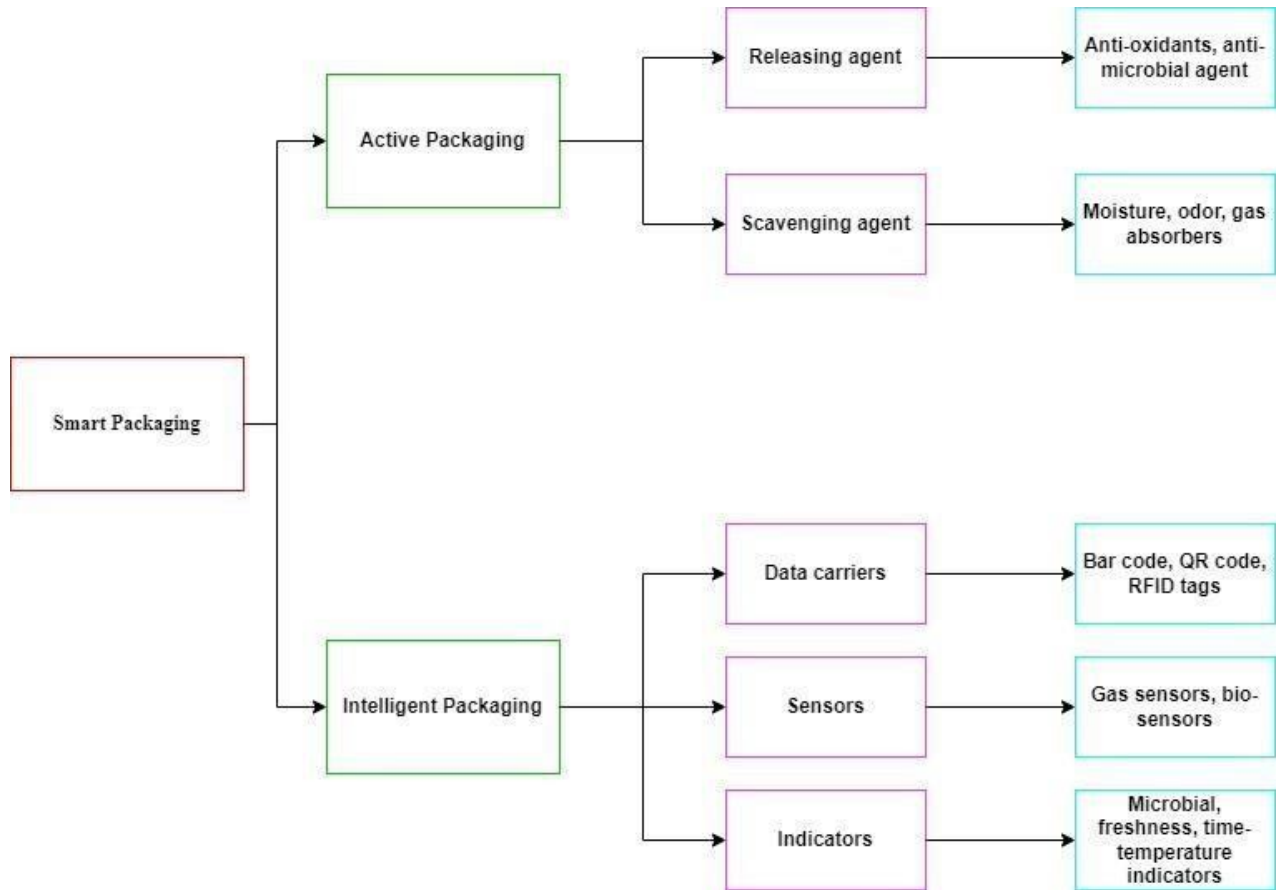 Releasing agent
Anti-oxidants, anti-
microbial agent
Active Packaging
Scavenging agent
Moisture, odor, gas
absorbers
Smart Packaging
Data carriers
Bar code, QR code,
RFID tags
Intelligent Packaging
Sensors
Gas sensors, bio-
sensors
Indicators
Microbial,
freshness, time-
temperature
indicators